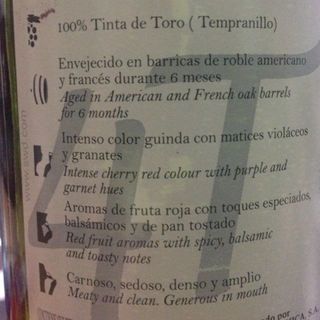 100% Tinta de Toro ( Tempranillo)
Envejecido en barricas de roble americano
y francés durante 6 meses
Aged in American and French oak barrels
for 6 months
Intenso color guinda con matices violáceos
y granates
Intense cherry red colour with purple and
garnet hues
Aromas de fruta roja con toques especiados,
balsámicos y de pan tostado
Red fruit aromas with spicy, balsamic
and toasty notes
Carnoso, sedoso, denso y amplio
Meaty and clean. Generous in mouth
por
S.A.